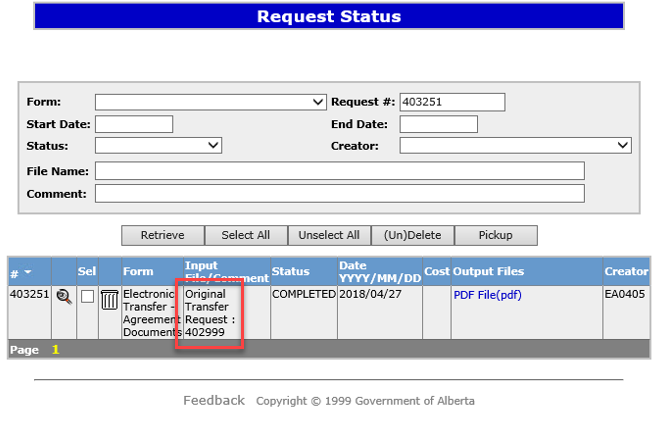 Request Status
Form: Request #: 403251
Start Date: End Date:
Status: Creator:
File Name:
Comment:
Retrieve Select All Unselect All (Un)Delete Pickup
# Sel Form Input File/Comment Status Date YYYY/MM/DD Cost Output Files Creator
403251 Electronic Original COMPLETED 2018/04/27 PDF File(pdf) EA0405
Transfer - Transfer
Agreement Request :
Documents 402999
Page 1
Feedback Copyright © 1999 Government of Alberta